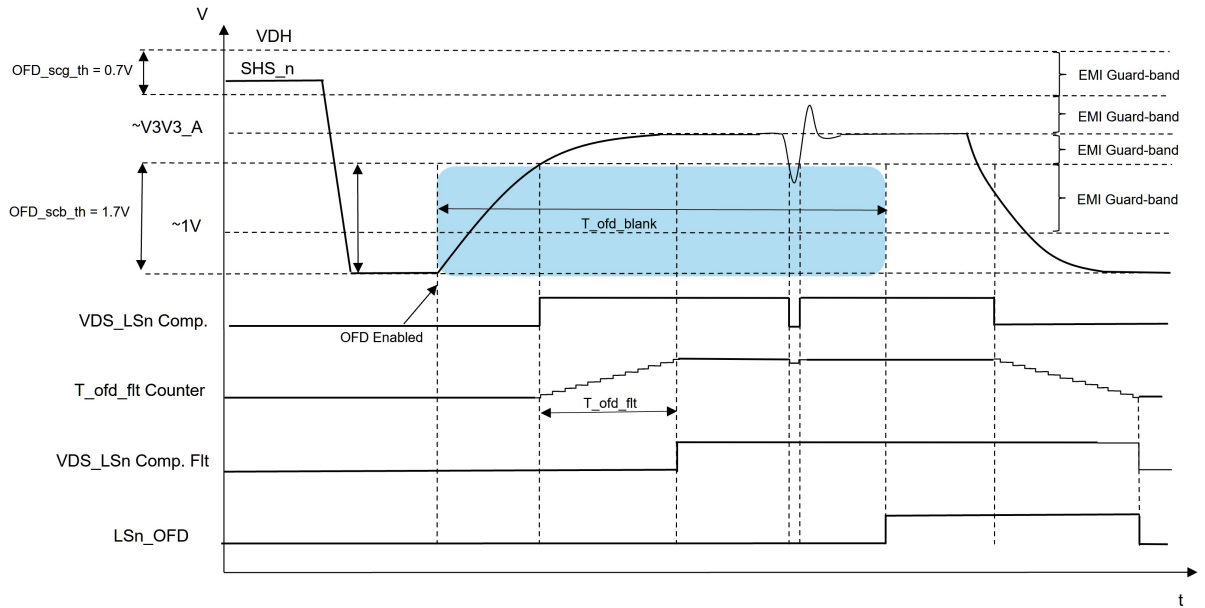 V
VDH
OFD_scg_th = 0.7V
SHS_n
EMI Guard-band
EMI Guard-band
~V3V3_A
EMI Guard-band
EMI Guard-band
OFD_scb_th = 1.7V
~1V
T_ofd_blank
VDS_LSn Comp.
OFD Enabled
T_ofd_flt Counter
T_ofd_flt
VDS_LSn Comp. Flt
LSn_OFD
t